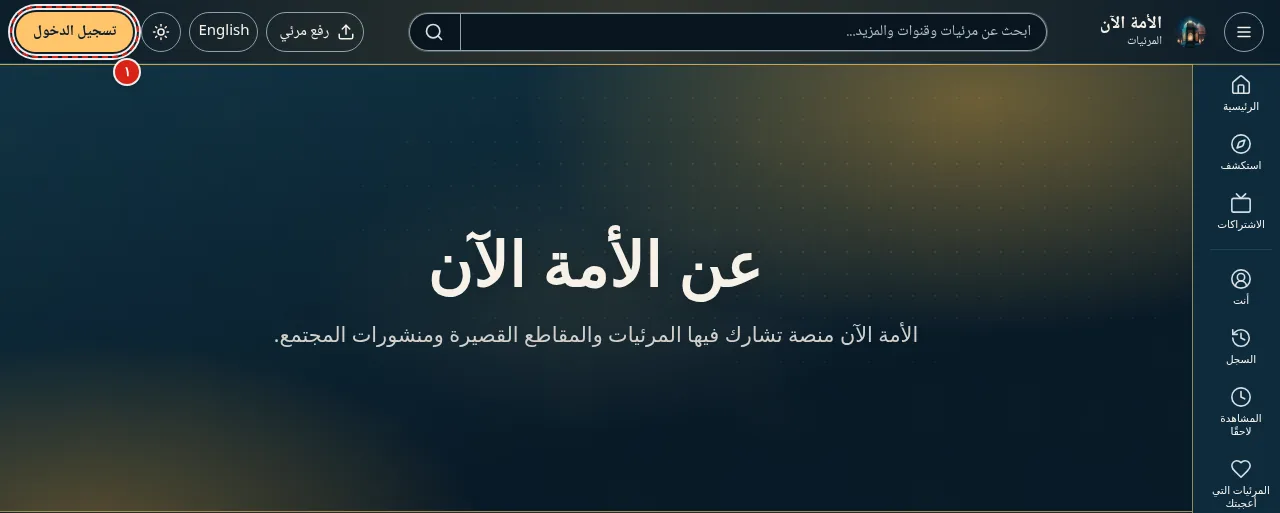 الأمة الآن
المرئيات
ابحث عن مرئيات وقنوات والمزيد...
رفع مرئي
English
تسجيل الدخول
١
الرئيسية
استكشف
الاشتراكات
أنت
السجل
المشاهدة
لاحقًا
المرئيات التي
أعجبتك
عن الأمة الآن
الأمة الآن منصة تشارك فيها المرئيات والمقاطع القصيرة ومنشورات المجتمع.